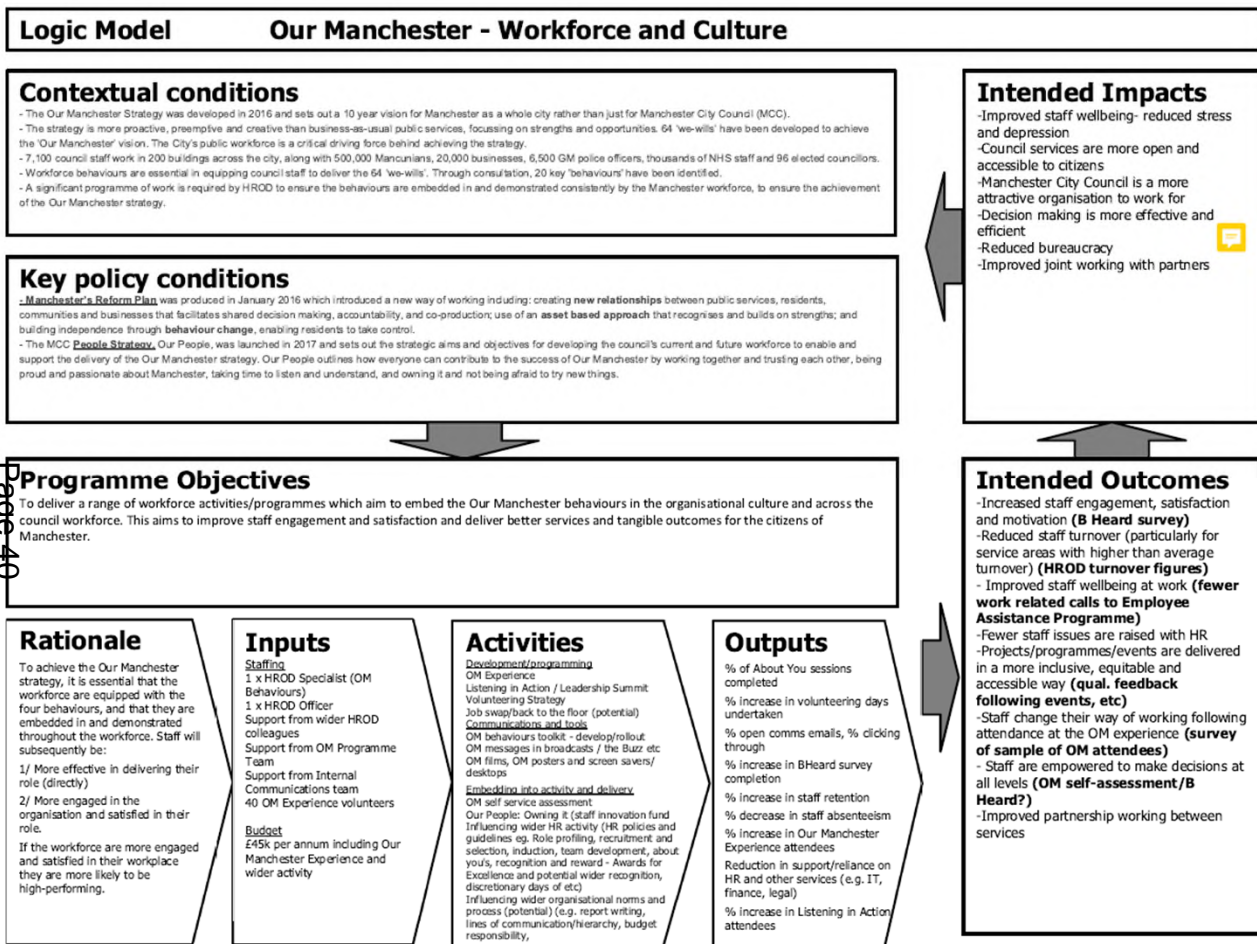 Logic Model Our Manchester - Workforce and Culture
Contextual conditions
- The Our Manchester Strategy was developed in 2016 and sets out a 10 year vision for Manchester as a whole city rather than just for Manchester City Council (MCC).
- The strategy is more proactive, preemptive and creative than business-as-usual public services, focussing on strengths and opportunities. 64 'we-wills' have been developed to achieve
the 'Our Manchester' vision. The City's public workforce is a critical driving force behind achieving the strategy.
- 7,100 council staff work in 200 buildings across the city, along with 500,000 Mancunians, 20,000 businesses, 6,500 GM police officers, thousands of NHS staff and 96 elected councillors.
- Workforce behaviours are essential in equipping council staff to deliver the 64 'we-wills'. Through consultation, 20 key 'behaviours' have been identified.
- A significant programme of work is required by HROD to ensure the behaviours are embedded in and demonstrated consistently by the Manchester workforce, to ensure the achievement
of the Our Manchester strategy.
Key policy conditions
- Manchester's Reform Plan was produced in January 2016 which introduced a new way of working including: creating new relationships between public services, residents,
communities and businesses that facilitates shared decision making, accountability, and co-production; use of an asset based approach that recognises and builds on strengths; and
building independence through behaviour change, enabling residents to take control.
- The MCC People Strategy, Our People, was launched in 2017 and sets out the strategic aims and objectives for developing the council's current and future workforce to enable and
support the delivery of the Our Manchester strategy. Our People outlines how everyone can contribute to the success of Our Manchester by working together and trusting each other, being
proud and passionate about Manchester, taking time to listen and understand, and owning it and not being afraid to try new things.
Programme Objectives
To deliver a range of workforce activities/programmes which aim to embed the Our Manchester behaviours in the organisational culture and across the
council workforce. This aims to improve staff engagement and satisfaction and deliver better services and tangible outcomes for the citizens of
Manchester.
Page 40
Rationale
To achieve the Our Manchester
strategy, it is essential that the
workforce are equipped with the
four behaviours, and that they are
embedded in and demonstrated
throughout the workforce. Staff will
subsequently be:
1/ More effective in delivering their
role (directly)
2/ More engaged in the
organisation and satisfied in their
role.
If the workforce are more engaged
and satisfied in their workplace
they are more likely to be
high-performing.
Inputs
Staffing
1 x HROD Specialist (OM
Behaviours)
1 x HROD Officer
Support from wider HROD
colleagues
Support from OM Programme
Team
Support from Internal
Communications team
40 OM Experience volunteers
Budget
£45k per annum including Our
Manchester Experience and
wider activity
Activities
Development/programming
OM Experience
Listening in Action / Leadership Summit
Volunteering Strategy
Job swap/back to the floor (potential)
Communications and tools
OM behaviours toolkit - develop/rollout
OM messages in broadcasts / the Buzz etc
OM films, OM posters and screen savers/
desktops
Embedding into activity and delivery
OM self service assessment
Our People: Owning it (staff innovation fund
Influencing wider HR activity (HR policies and
guidelines eg. Role profiling, recruitment and
selection, induction, team development, about
you's, recognition and reward - Awards for
Excellence and potential wider recognition,
discretionary days of etc)
Influencing wider organisational norms and
process (potential) (e.g. report writing,
lines of communication/hierarchy, budget
responsibility,
Outputs
% of About You sessions
completed
% increase in volunteering days
undertaken
% open comms emails, % clicking
through
% increase in BHeard survey
completion
% increase in staff retention
% decrease in staff absenteeism
% increase in Our Manchester
Experience attendees
Reduction in support/reliance on
HR and other services (e.g. IT,
finance, legal)
% increase in Listening in Action
attendees
Intended Impacts
-Improved staff wellbeing- reduced stress
and depression
-Council services are more open and
accessible to citizens
-Manchester City Council is a more
attractive organisation to work for
-Decision making is more effective and
efficient
-Reduced bureaucracy
-Improved joint working with partners
Intended Outcomes
-Increased staff engagement, satisfaction
and motivation (B Heard survey)
-Reduced staff turnover (particularly for
service areas with higher than average
turnover) (HROD turnover figures)
- Improved staff wellbeing at work (fewer
work related calls to Employee
Assistance Programme)
-Fewer staff issues are raised with HR
-Projects/programmes/events are delivered
in a more inclusive, equitable and
accessible way (qual. feedback
following events, etc)
-Staff change their way of working following
attendance at the OM experience (survey
of sample of OM attendees)
- Staff are empowered to make decisions at
all levels (OM self-assessment/B
Heard?)
-Improved partnership working between
services